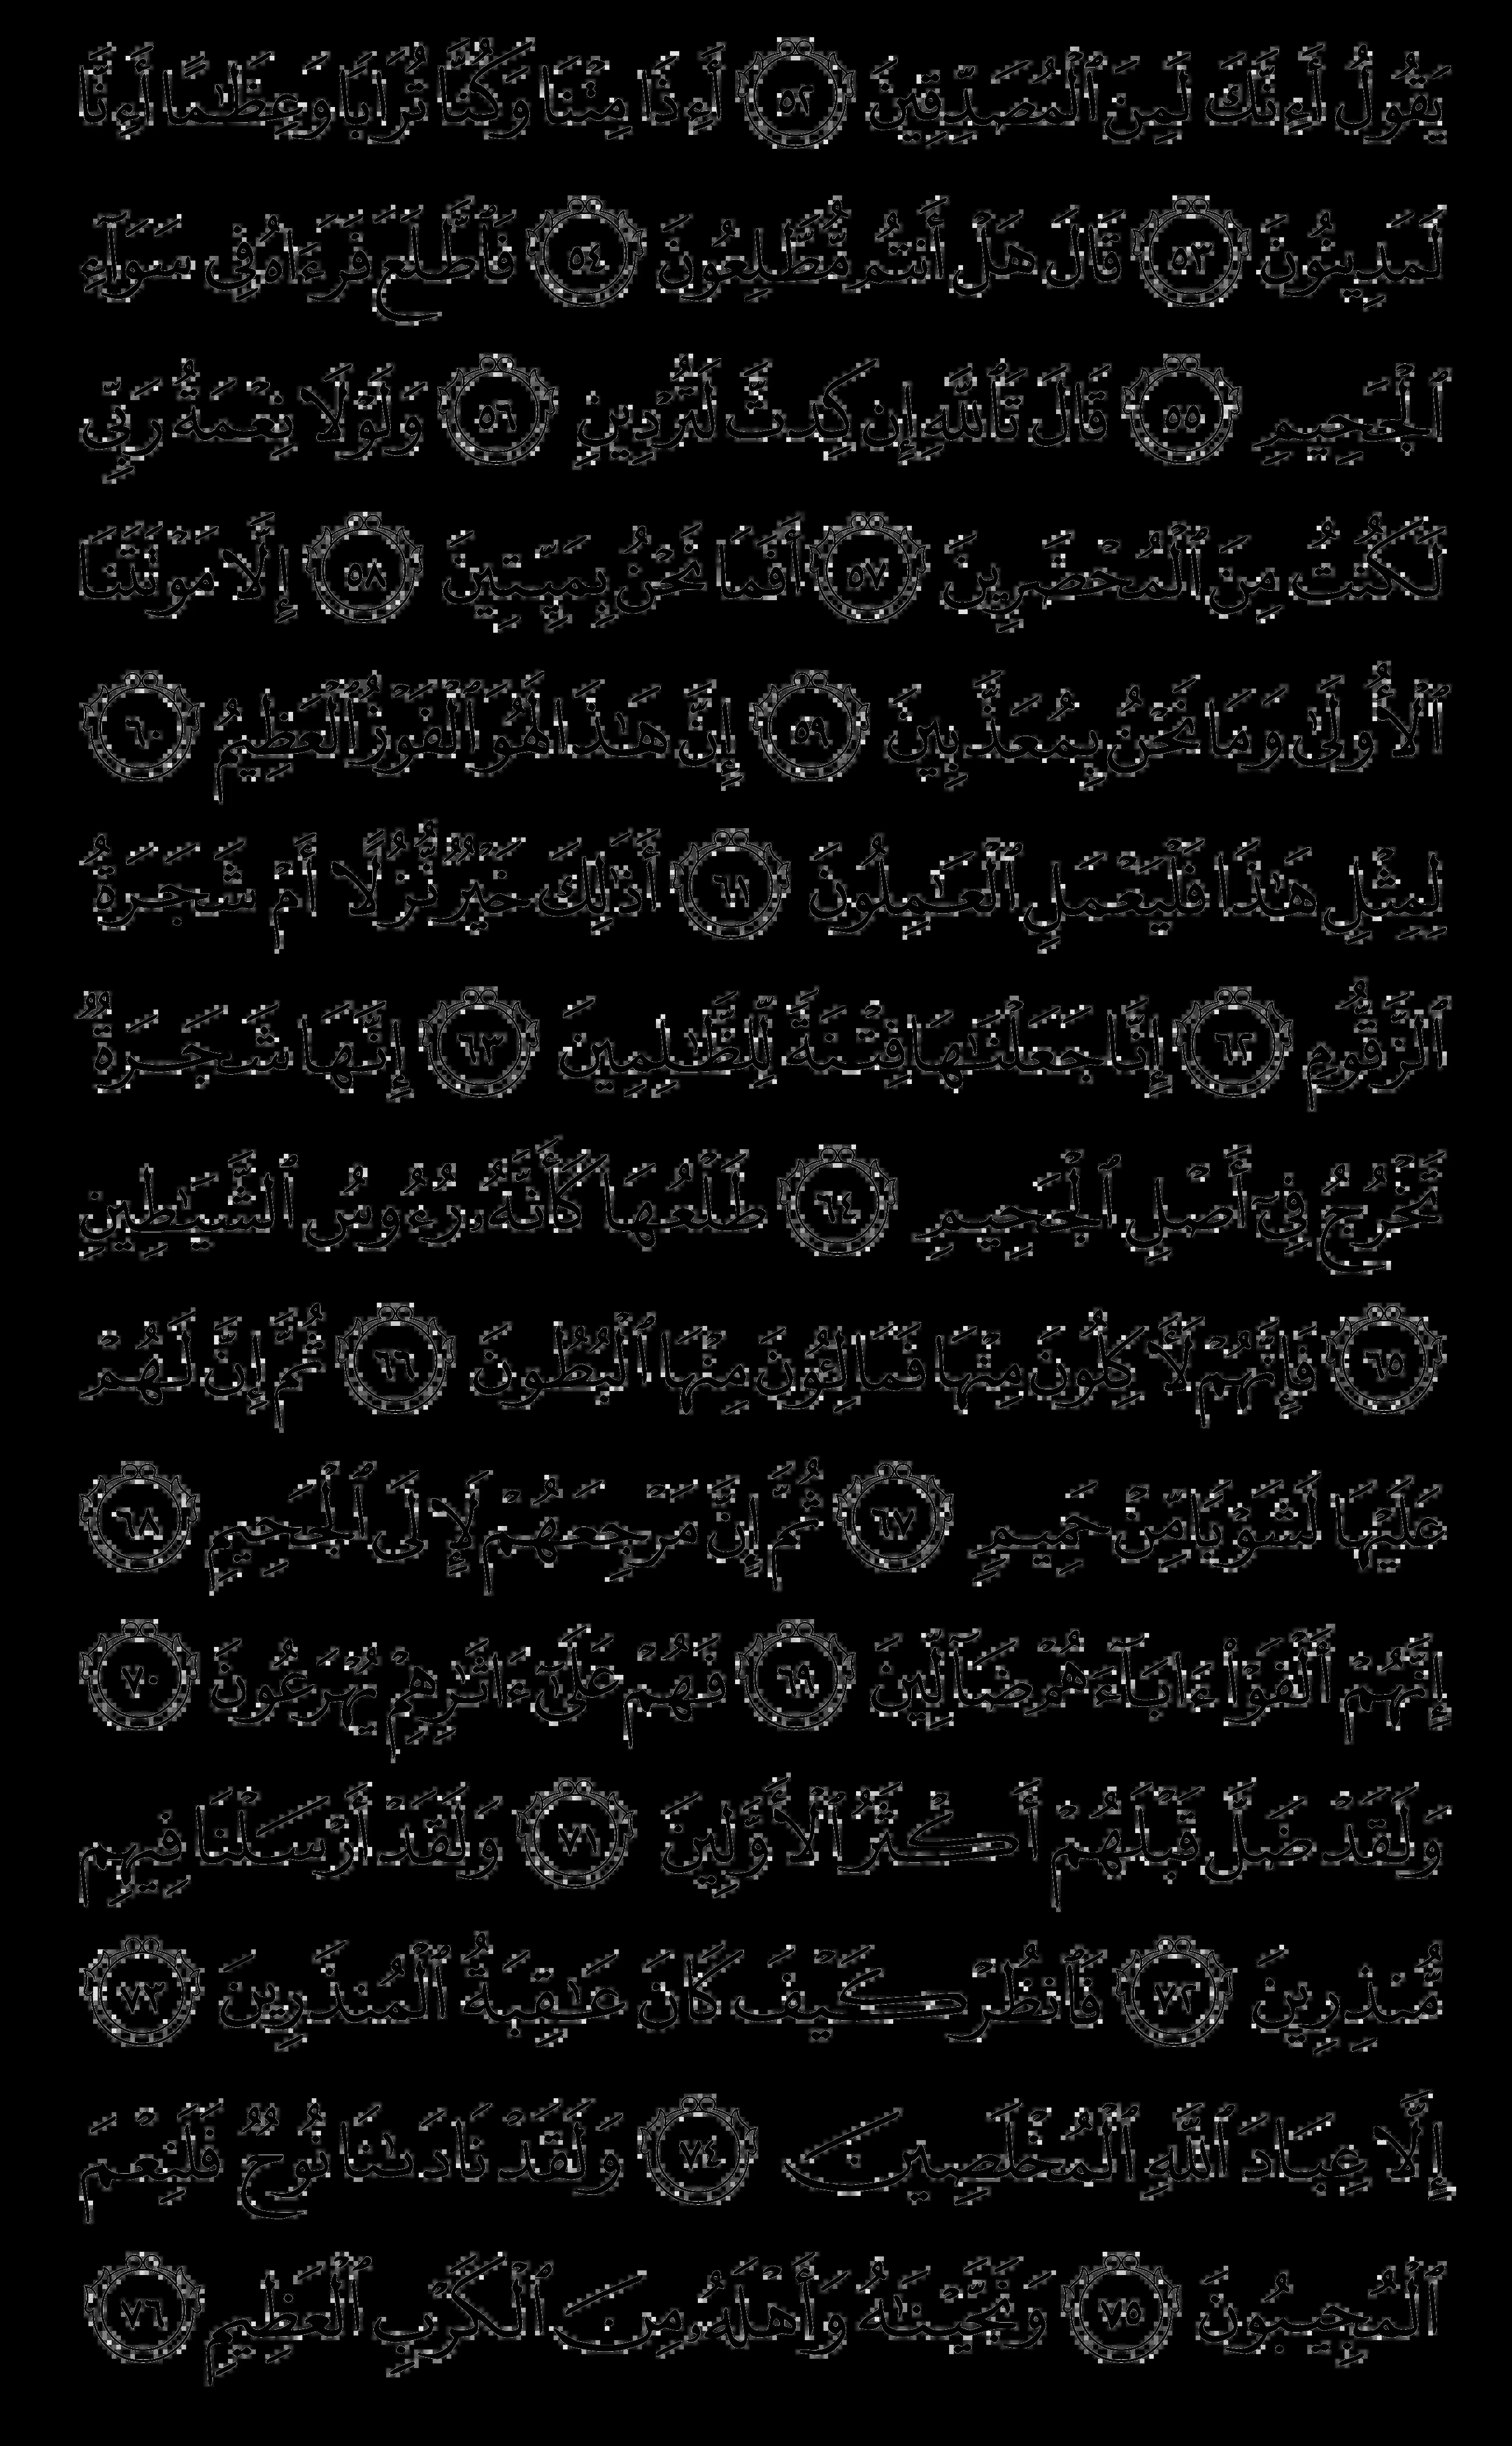 يَقُولُ أَءِنَّكَ لَمِنَ ٱلْمُصَدِّقِينَ ٥٢ أَءِذَا مِتْنَا وَكُنَّا تُرَابًا وَعِظَٰمًا أَءِنَّا
لَمَدِينُونَ ٥٣ قَالَ هَلْ أَنتُم مُّطَّلِعُونَ ٥٤ فَٱطَّلَعَ فَرَءَاهُ فِى سَوَآءِ
ٱلْجَحِيمِ ٥٥ قَالَ تَٱللَّهِ إِن كِدتَّ لَتُرْدِينِ ٥٦ وَلَوْلَا نِعْمَةُ رَبِّى
لَكُنتُ مِنَ ٱلْمُحْضَرِينَ ٥٧ أَفَمَا نَحْنُ بِمَيِّتِينَ ٥٨ إِلَّا مَوْتَتَنَا
ٱلْأُولَىٰ وَمَا نَحْنُ بِمُعَذَّبِينَ ٥٩ إِنَّ هَٰذَا لَهُوَ ٱلْفَوْزُ ٱلْعَظِيمُ ٦٠
لِمِثْلِ هَٰذَا فَلْيَعْمَلِ ٱلْعَٰمِلُونَ ٦١ أَذَٰلِكَ خَيْرٌ نُّزُلًا أَمْ شَجَرَةُ
ٱلزَّقُّومِ ٦٢ إِنَّا جَعَلْنَٰهَا فِتْنَةً لِّلظَّٰلِمِينَ ٦٣ إِنَّهَا شَجَرَةٌ
تَخْرُجُ فِىٓ أَصْلِ ٱلْجَحِيمِ ٦٤ طَلْعُهَا كَأَنَّهُۥ رُءُوسُ ٱلشَّيَٰطِينِ
٦٥ فَإِنَّهُمْ لَءَاكِلُونَ مِنْهَا فَمَالِـُٔونَ مِنْهَا ٱلْبُطُونَ ٦٦ ثُمَّ إِنَّ لَهُمْ
عَلَيْهَا لَشَوْبًا مِّنْ حَمِيمٍ ٦٧ ثُمَّ إِنَّ مَرْجِعَهُمْ لَإِلَى ٱلْجَحِيمِ ٦٨
إِنَّهُمْ أَلْفَوْا۟ ءَابَآءَهُمْ ضَآلِّينَ ٦٩ فَهُمْ عَلَىٰٓ ءَاثَٰرِهِمْ يُهْرَعُونَ ٧٠
وَلَقَدْ ضَلَّ قَبْلَهُمْ أَكْثَرُ ٱلْأَوَّلِينَ ٧١ وَلَقَدْ أَرْسَلْنَا فِيهِم
مُّنذِرِينَ ٧٢ فَٱنظُرْ كَيْفَ كَانَ عَٰقِبَةُ ٱلْمُنذَرِينَ ٧٣
إِلَّا عِبَادَ ٱللَّهِ ٱلْمُخْلَصِينَ ٧٤ وَلَقَدْ نَادَىٰنَا نُوحٌ فَلَنِعْمَ
ٱلْمُجِيبُونَ ٧٥ وَنَجَّيْنَٰهُ وَأَهْلَهُۥ مِنَ ٱلْكَرْبِ ٱلْعَظِيمِ ٧٦